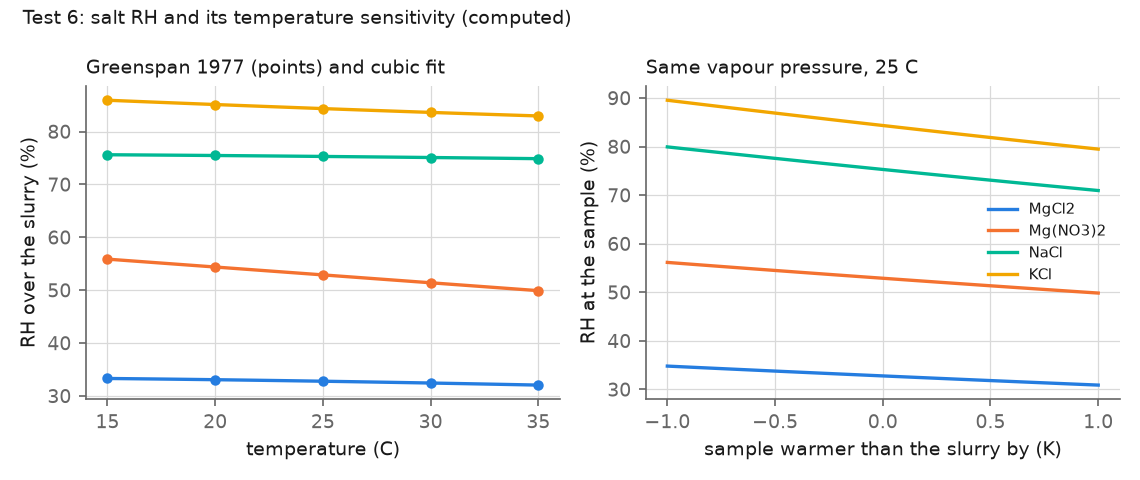 Test 6: salt RH and its temperature sensitivity (computed)
Greenspan 1977 (points) and cubic fit
RH over the slurry (%)
80
70
60
50
40
30
15 20 25 30 35
temperature (C)
Same vapour pressure, 25 C
RH at the sample (%)
90
80
70
60
50
40
30
MgCl2
Mg(NO3)2
NaCl
KCl
−1.0 −0.5 0.0 0.5 1.0
sample warmer than the slurry by (K)